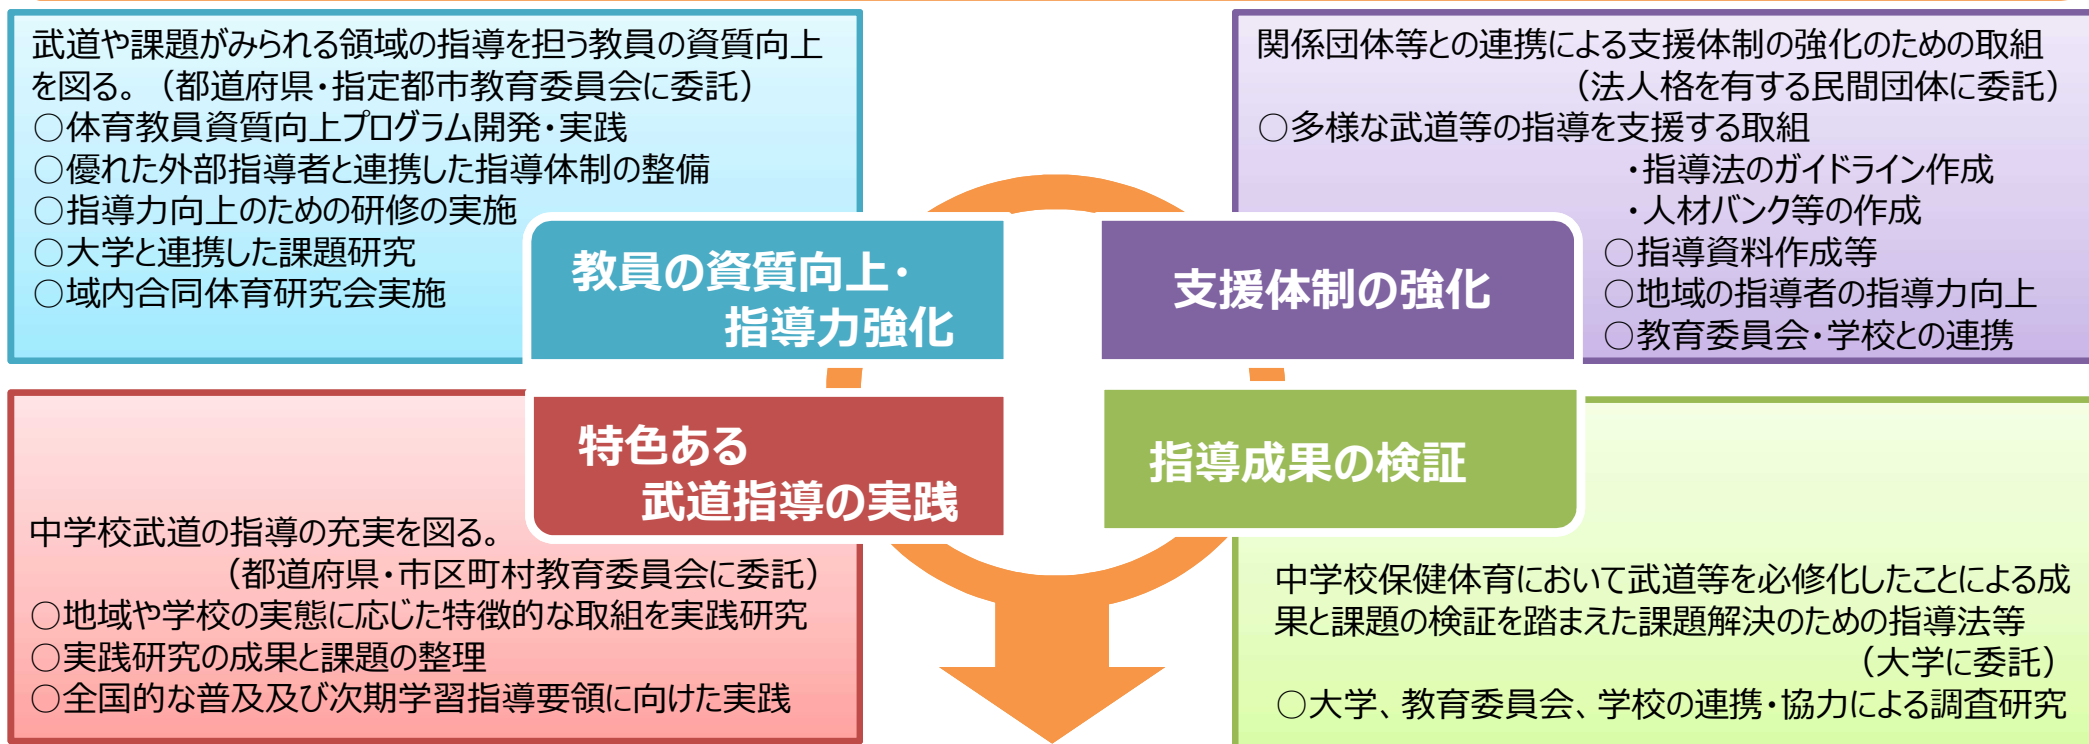 武道や課題がみられる領域の指導を担う教員の資質向上
を図る。（都道府県・指定都市教育委員会に委託）
○体育教員資質向上プログラム開発・実践
○優れた外部指導者と連携した指導体制の整備
○指導力向上のための研修の実施
○大学と連携した課題研究
○域内合同体育研究会実施
教員の資質向上・
指導力強化
関係団体等との連携による支援体制の強化のための取組
（法人格を有する民間団体に委託）
○多様な武道等の指導を支援する取組
・指導法のガイドライン作成
・人材バンク等の作成
○指導資料作成等
○地域の指導者の指導力向上
○教育委員会・学校との連携
支援体制の強化
特色ある
武道指導の実践
中学校武道の指導の充実を図る。
（都道府県・市区町村教育委員会に委託）
○地域や学校の実態に応じた特徴的な取組を実践研究
○実践研究の成果と課題の整理
○全国的な普及及び次期学習指導要領に向けた実践
指導成果の検証
中学校保健体育において武道等を必修化したことによる成
果と課題の検証を踏まえた課題解決のための指導法等
（大学に委託）
○大学、教育委員会、学校の連携・協力による調査研究